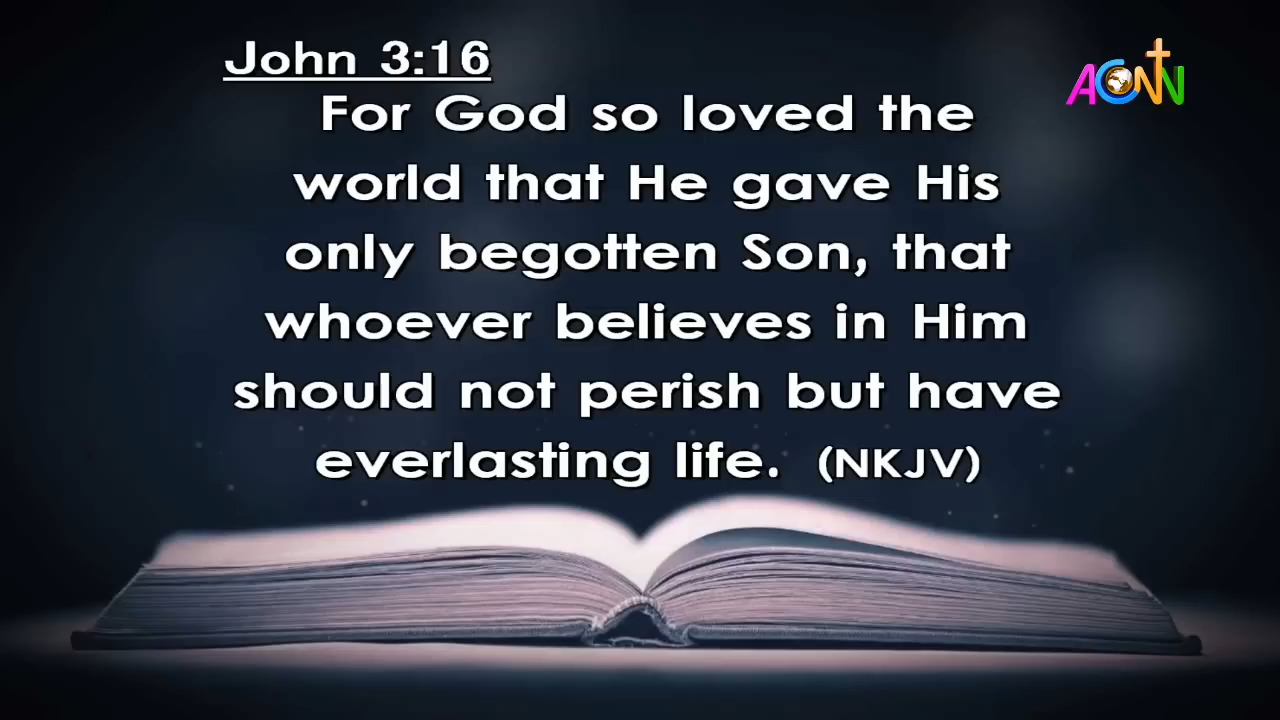 John 3:16
ACNN
For God so loved the
world that He gave His
only begotten Son, that
whoever believes in Him
should not perish but have
everlasting life. (NKJV)